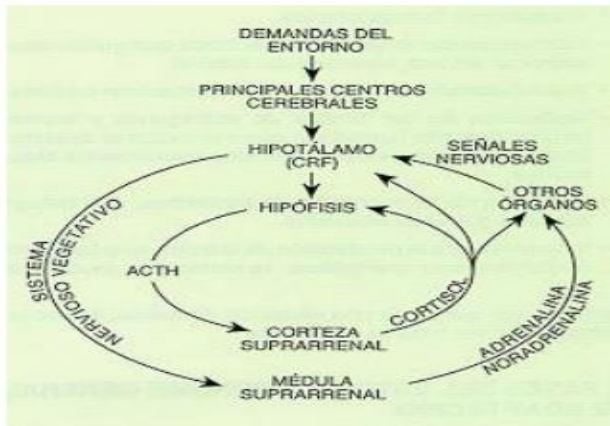 DEMANDAS DEL
ENTORNO
PRINCIPALES CENTROS
CEREBRALES
HIPOTÁLAMO
(CRF)
SEÑALES
NERVIOSAS
OTROS
ÓRGANOS
HIPÓFISIS
SISTEMA
NERVIOSO VEGETATIVO
ACTH
CORTISOL
CORTEZA
SUPRARRENAL
ADRENALINA
NORADRENALINA
MÉDULA
SUPRARRENAL